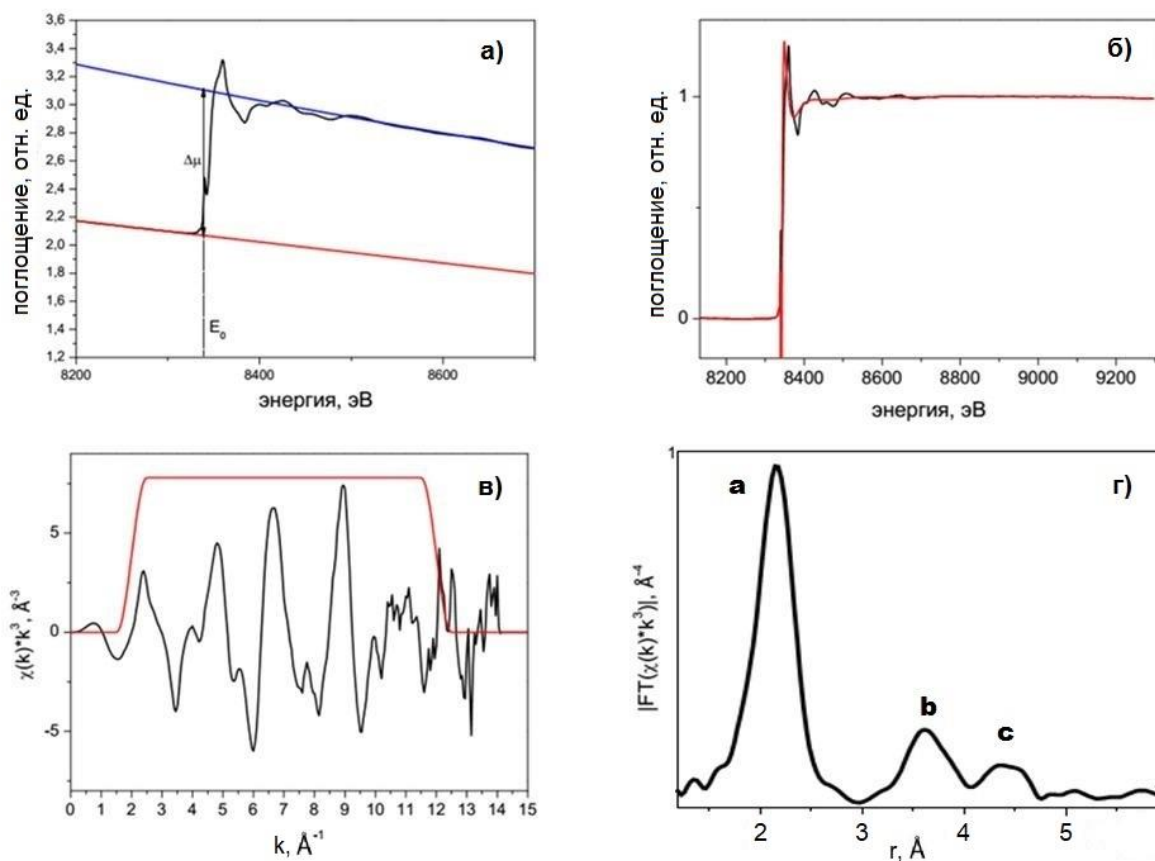 а)
поглощение, отн. ед.
3,6
3,4
3,2
3,0
2,8
2,6
2,4
2,2
2,0
1,8
1,6
1,4
1,2
Δμ
E0
8200
8400
8600
энергия, эВ
б)
поглощение, отн. ед.
1
0
8200
8400
8600
8800
9000
9200
энергия, эВ
в)
χ(k)*k³, Å⁻³
5
0
-5
0 1 2 3 4 5 6 7 8 9 10 11 12 13 14 15
k, Å⁻¹
г)
|FT(χ(k)*k³)|, Å⁻⁴
1
a
b
c
2 3 4 5
r, Å